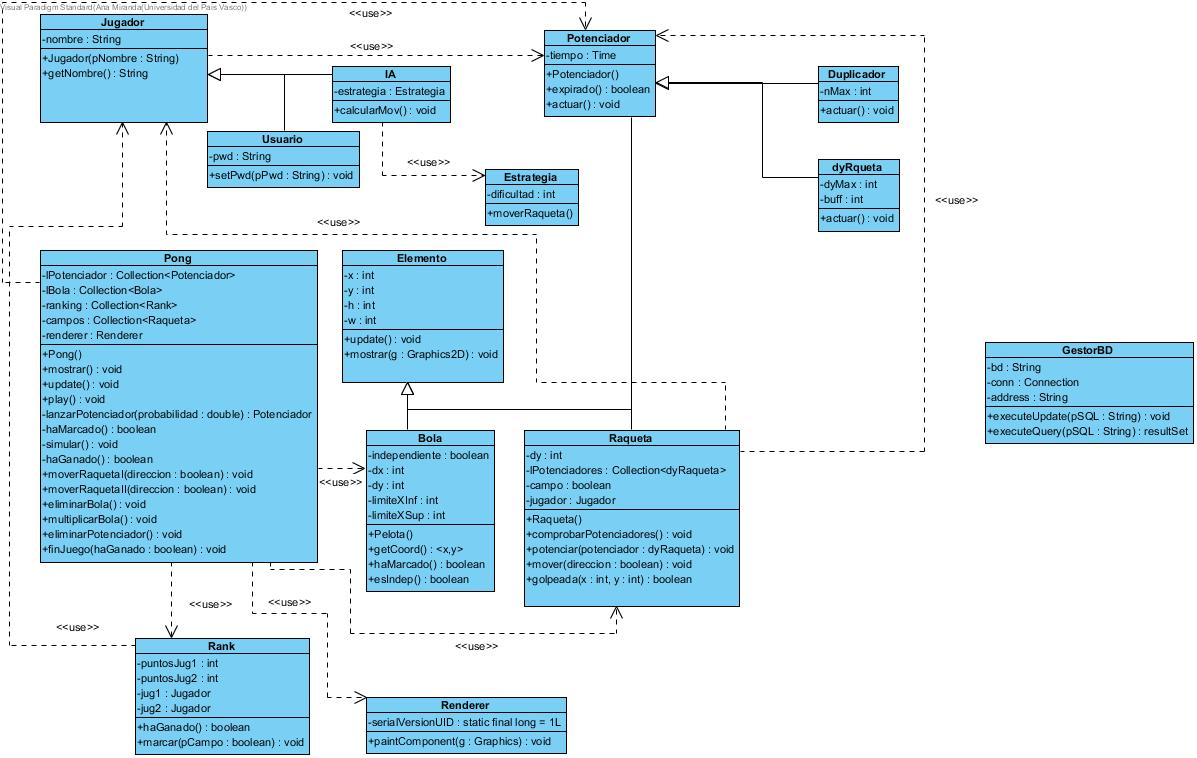 Visual Paradigm Standard(Ana Miranda(Universidad del Pais Vasco))
<<use>>
Jugador
-nombre : String
+Jugador(pNombre : String)
+getNombre() : String
<<use>>
Potenciador
-tiempo : Time
+Potenciador()
+expirado() : boolean
+actuar() : void
IA
-estrategia : Estrategia
+calcularMov() : void
Duplicador
-nMax : int
+actuar() : void
Usuario
-pwd : String
+setPwd(pPwd : String) : void
<<use>>
Estrategia
-dificultad : int
+moverRaqueta()
dyRqueta
-dyMax : int
-buff : int
+actuar() : void
<<use>>
<<use>>
Pong
-lPotenciador : Collection<Potenciador>
-lBola : Collection<Bola>
-ranking : Collection<Rank>
-campos : Collection<Raqueta>
-renderer : Renderer
+Pong()
+mostrar() : void
+update() : void
+play() : void
-lanzarPotenciador(probabilidad : double) : Potenciador
-haMarcado() : boolean
-simular() : void
-haGanado() : boolean
+moverRaquetaI(direccion : boolean) : void
+moverRaquetaII(direccion : boolean) : void
+eliminarBola() : void
+multiplicarBola() : void
+eliminarPotenciador() : void
+finJuego(haGanado : boolean) : void
Elemento
-x : int
-y : int
-h : int
-w : int
+update() : void
+mostrar(g : Graphics2D) : void
GestorBD
-bd : String
-conn : Connection
-address : String
+executeUpdate(pSQL : String) : void
+executeQuery(pSQL : String) : resultSet
<<use>>
Bola
-independiente : boolean
-dx : int
-dy : int
-limiteXInf : int
-limiteXSup : int
+Pelota()
+getCoord() : <x,y>
+haMarcado() : boolean
+esIndep() : boolean
Raqueta
-dy : int
-lPotenciadores : Collection<dyRaqueta>
-campo : boolean
-jugador : Jugador
+Raqueta()
+comprobarPotenciadores() : void
+potenciar(potenciador : dyRaqueta) : void
+mover(direccion : boolean) : void
+golpeada(x : int, y : int) : boolean
<<use>>
<<use>>
<<use>>
<<use>>
Rank
-puntosJug1 : int
-puntosJug2 : int
-jug1 : Jugador
-jug2 : Jugador
+haGanado() : boolean
+marcar(pCampo : boolean) : void
Renderer
-serialVersionUID : static final long = 1L
+paintComponent(g : Graphics) : void